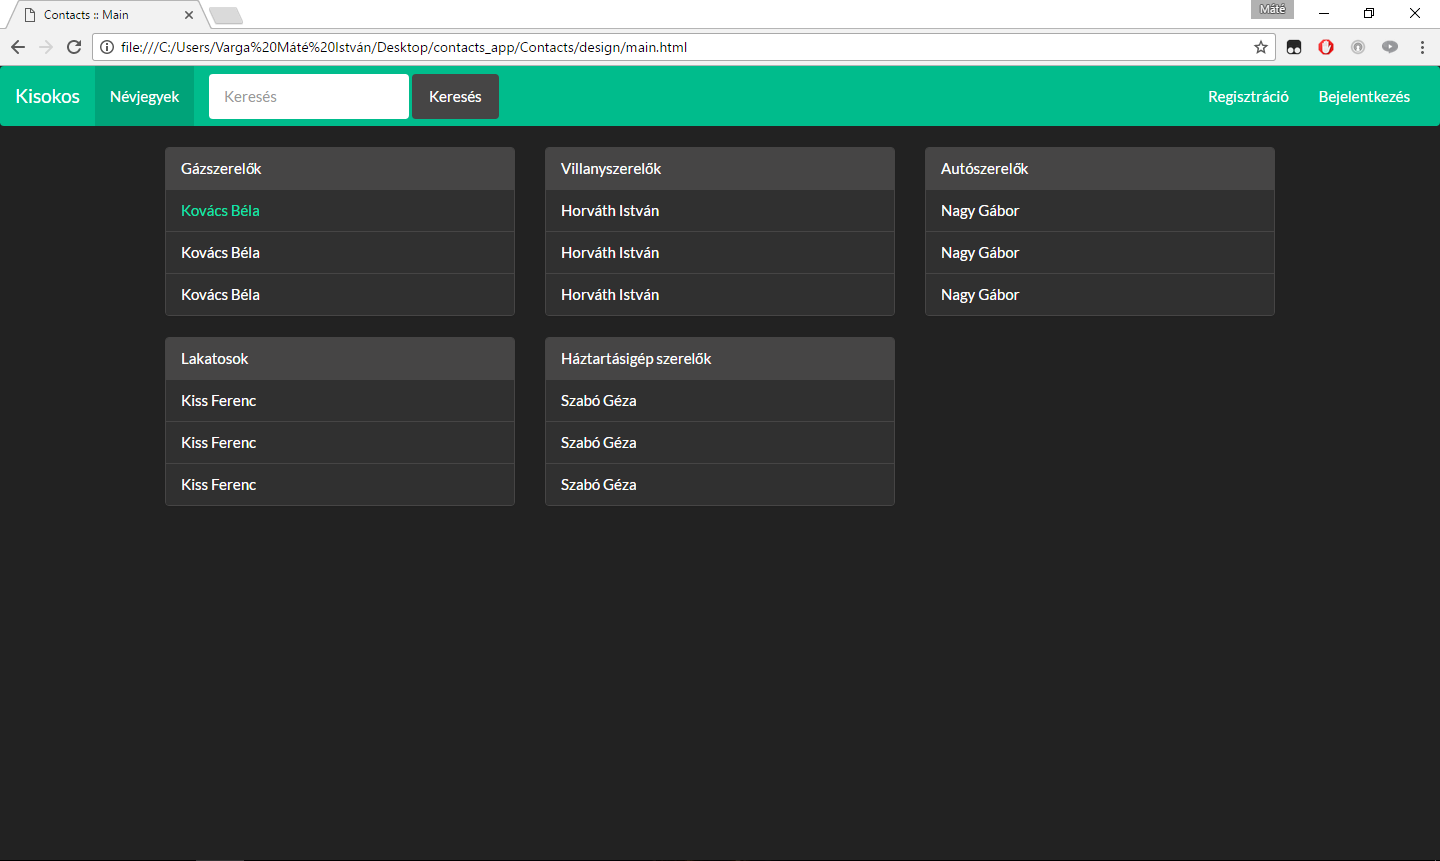 Contacts :: Main
Máté
file:///C:/Users/Varga%20Máté%20István/Desktop/contacts_app/Contacts/design/main.html
Kisokos Névjegyek Keresés Keresés Regisztráció Bejelentkezés
Gázszerelők
Kovács Béla
Kovács Béla
Kovács Béla
Villanyszerelők
Horváth István
Horváth István
Horváth István
Autószerelők
Nagy Gábor
Nagy Gábor
Nagy Gábor
Lakatosok
Kiss Ferenc
Kiss Ferenc
Kiss Ferenc
Háztartásigép szerelők
Szabó Géza
Szabó Géza
Szabó Géza